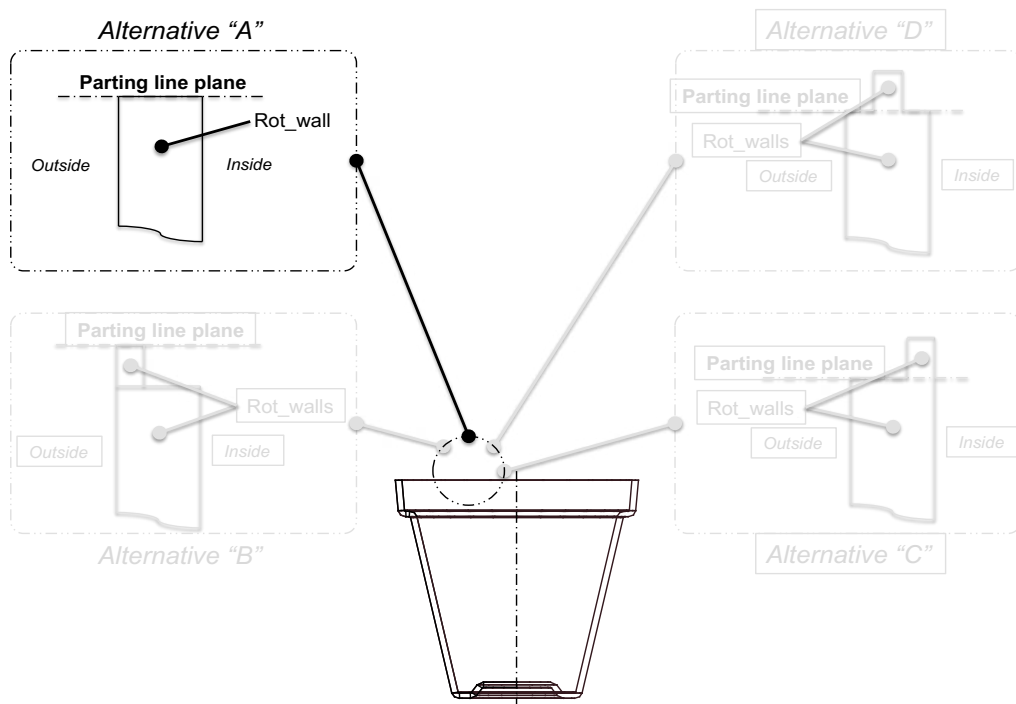 Alternative “A”
Parting line plane
Rot_wall
Outside
Inside
Alternative “D”
Parting line plane
Rot_walls
Outside
Inside
Parting line plane
Rot_walls
Outside
Inside
Alternative “B”
Parting line plane
Rot_walls
Outside
Inside
Alternative “C”